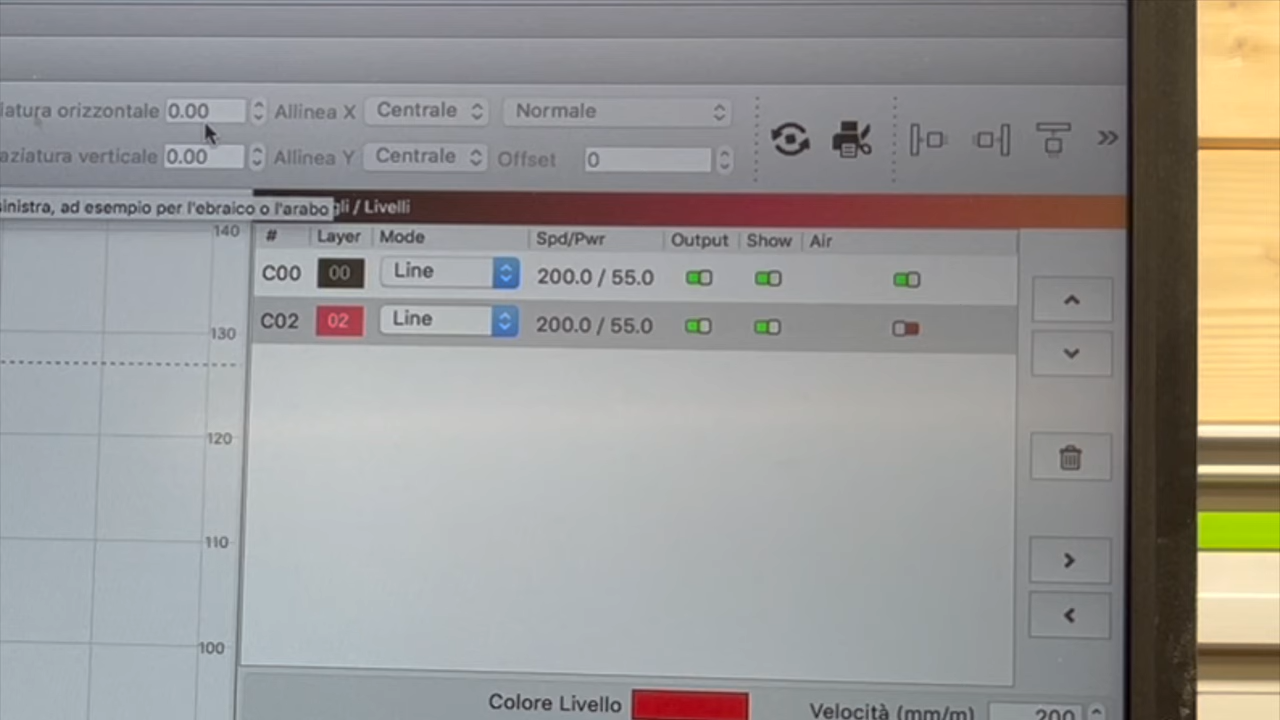 iatura orizzontale 0.00 Allinea X Centrale Normale
aziatura verticale 0.00 Allinea Y Centrale Offset 0
sinistra, ad esempio per l'ebraico o l'arabo gli / Livelli
# Layer Mode Spd/Pwr Output Show Air
C00 00 Line 200.0 / 55.0
C02 02 Line 200.0 / 55.0
140
130
120
110
100
Colore Livello Velocità (mm/m) 200